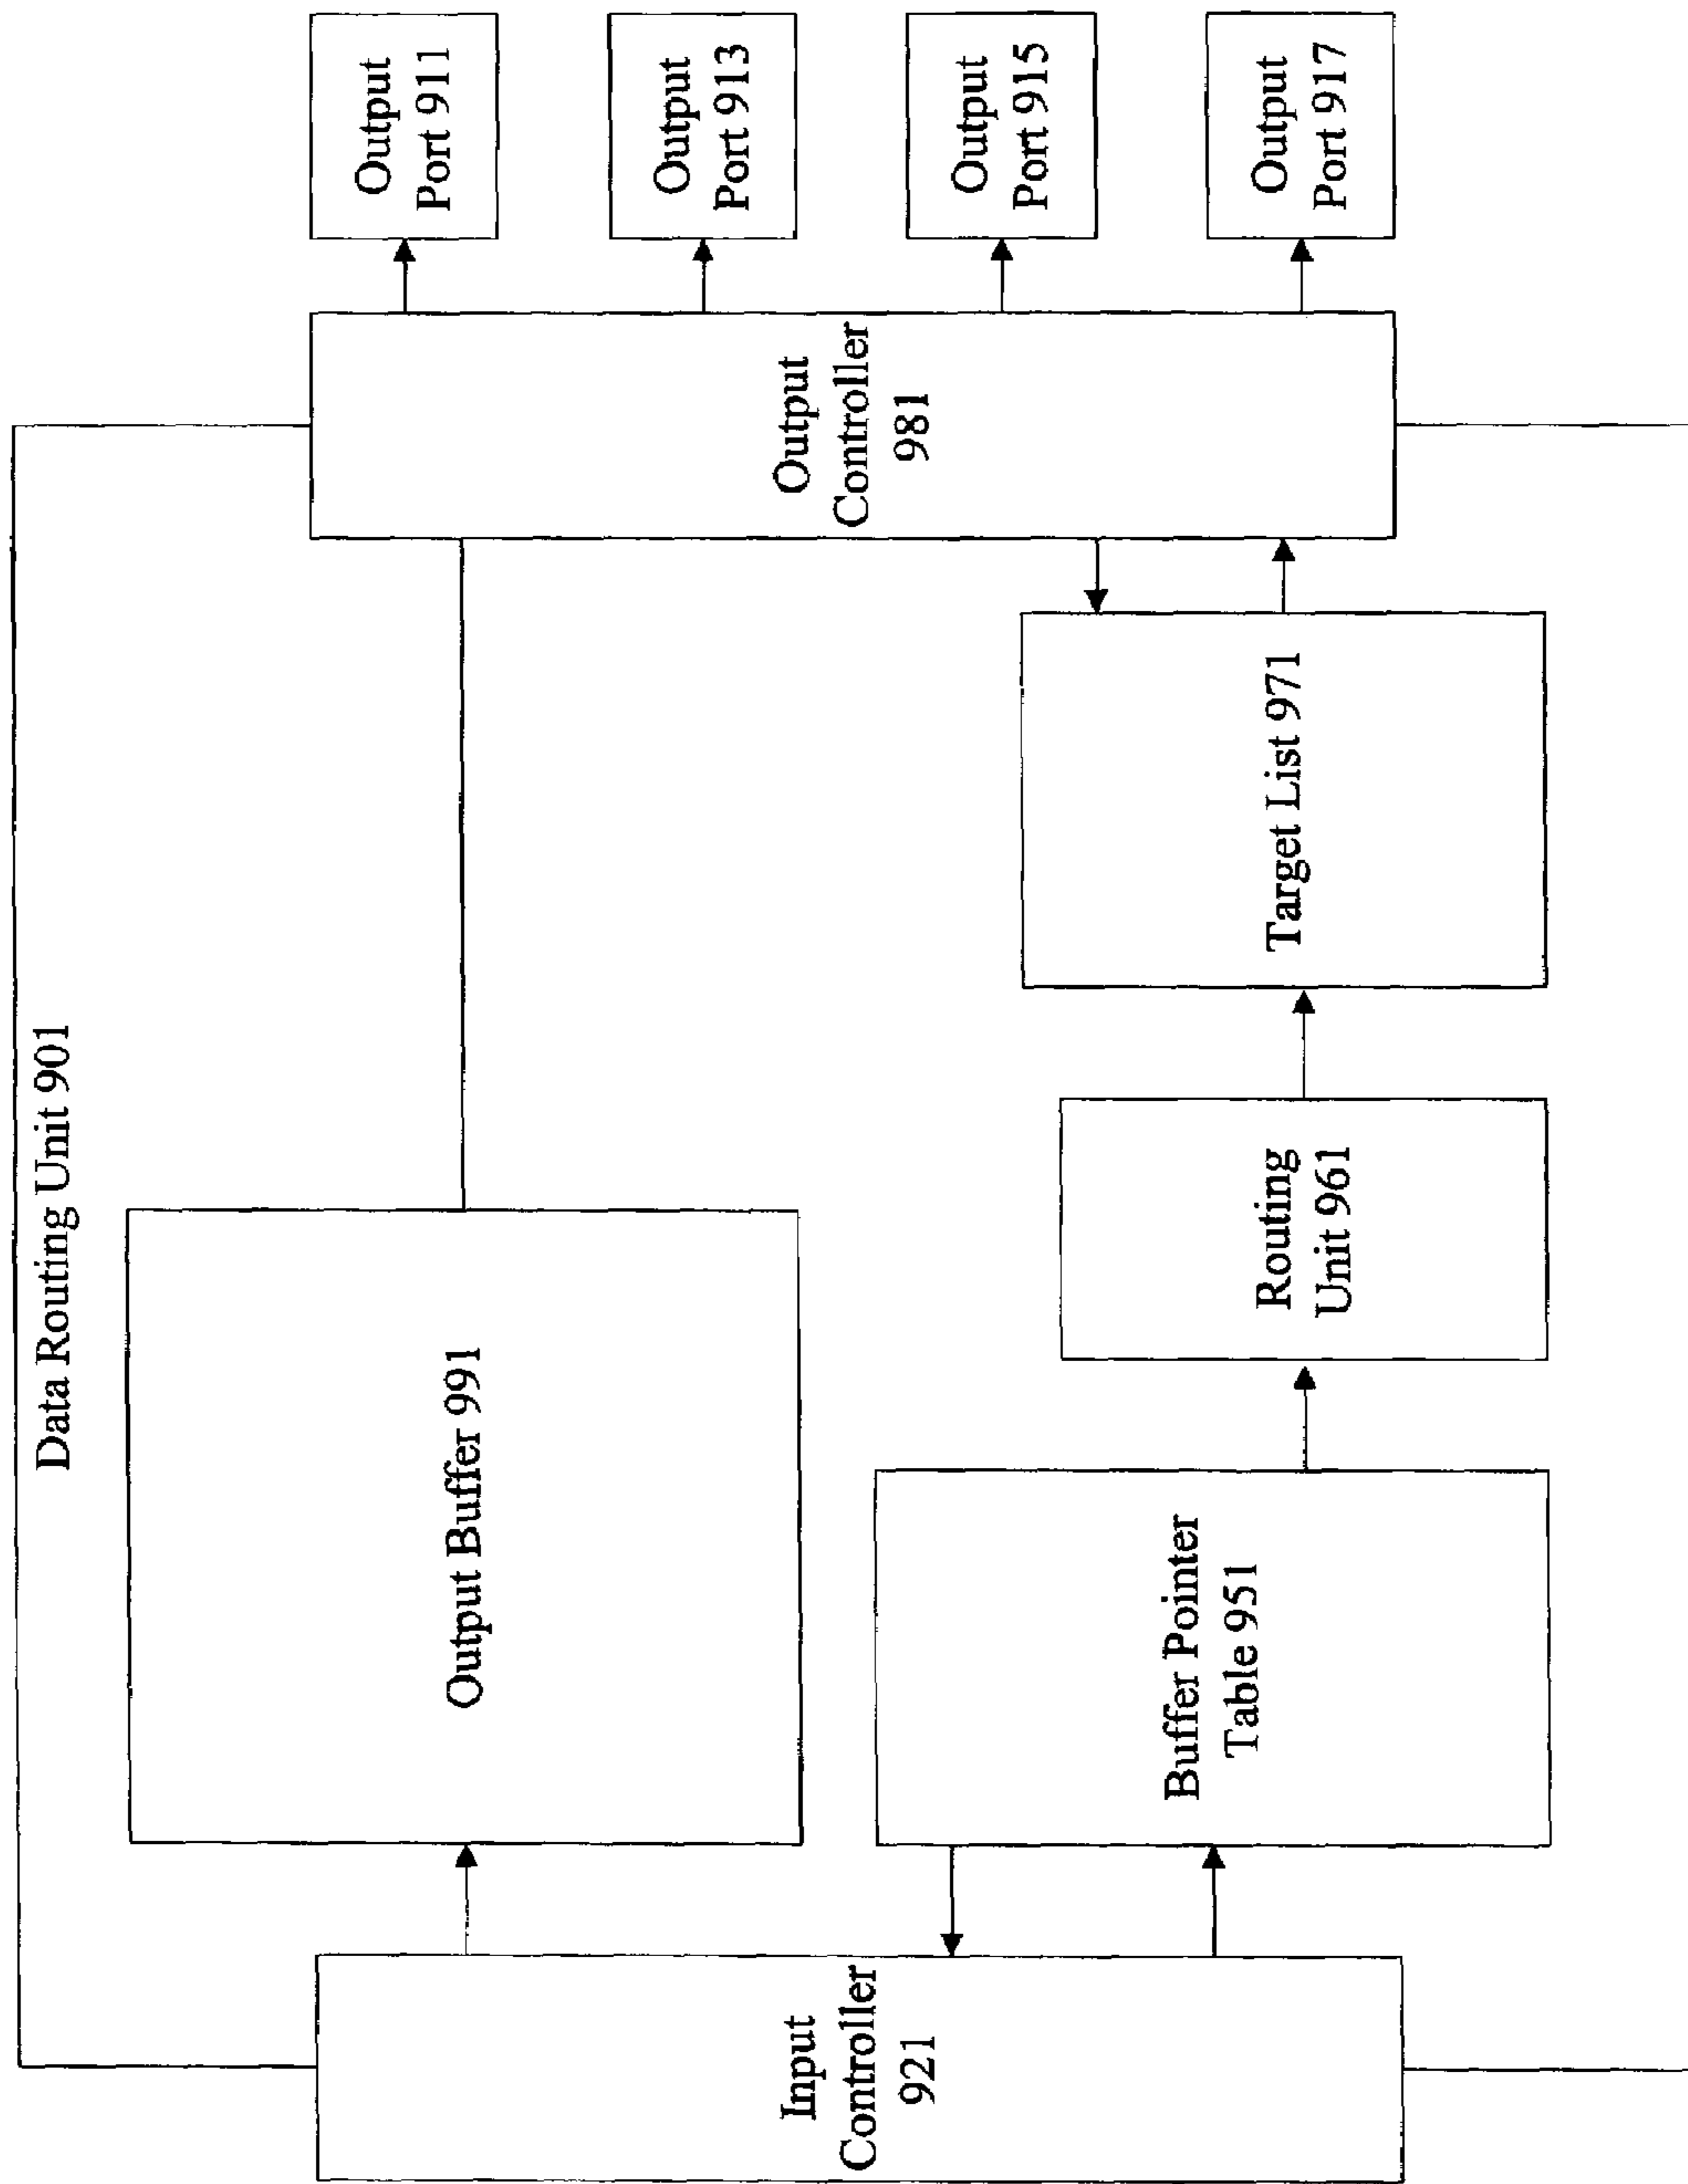 Data Routing Unit 901
Input
Controller
921
Output Buffer 991
Buffer Pointer
Table 951
Routing
Unit 961
Target List 971
Output
Controller
981
Output
Port 911
Output
Port 913
Output
Port 915
Output
Port 917